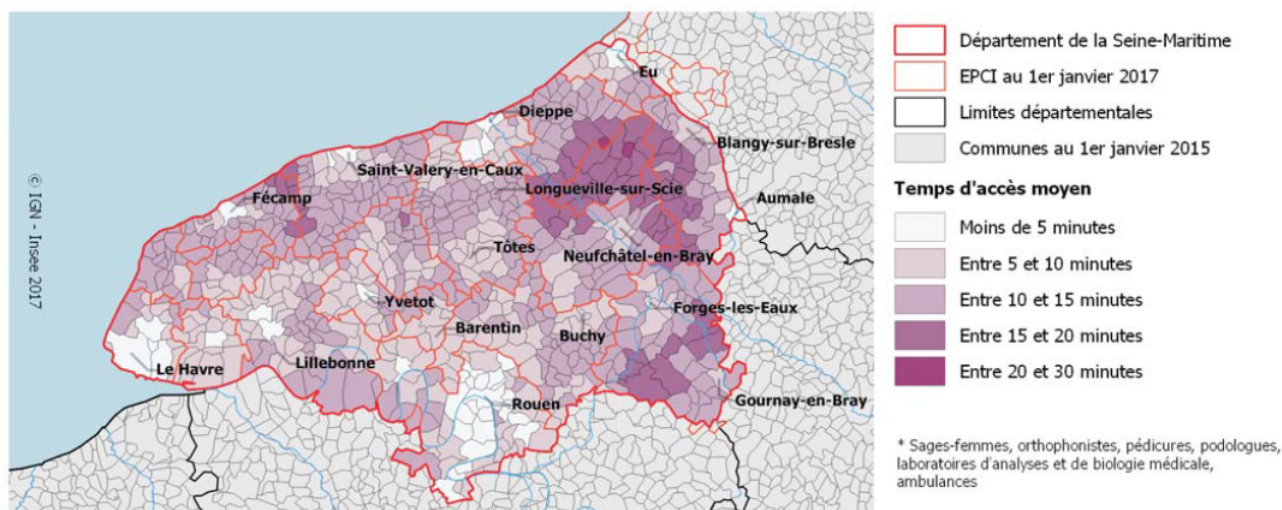 Eu
Dieppe
Blangy-sur-Bresle
Saint-Valery-en-Caux
Longueville-sur-Scie
Aumale
Fécamp
Tôtes
Neufchâtel-en-Bray
Yvetot
Forges-les-Eaux
Barentin
Buchy
Le Havre
Lillebonne
Rouen
Gournay-en-Bray
© IGN - Insee 2017
Département de la Seine-Maritime
EPCI au 1er janvier 2017
Limites départementales
Communes au 1er janvier 2015
Temps d'accès moyen
Moins de 5 minutes
Entre 5 et 10 minutes
Entre 10 et 15 minutes
Entre 15 et 20 minutes
Entre 20 et 30 minutes
* Sages-femmes, orthophonistes, pédicures, podologues,
laboratoires d'analyses et de biologie médicale,
ambulances